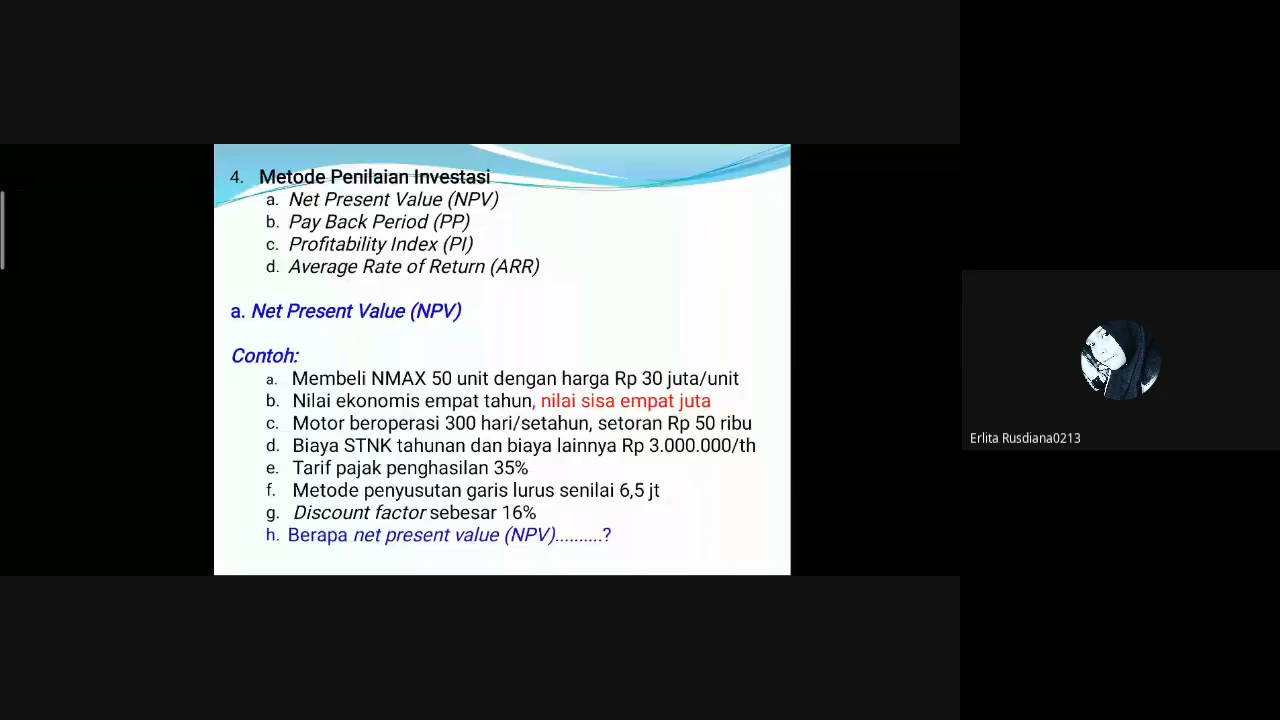 4. Metode Penilaian Investasi
a. Net Present Value (NPV)
b. Pay Back Period (PP)
c. Profitability Index (PI)
d. Average Rate of Return (ARR)
a. Net Present Value (NPV)
Contoh:
a. Membeli NMAX 50 unit dengan harga Rp 30 juta/unit
b. Nilai ekonomis empat tahun, nilai sisa empat juta
c. Motor beroperasi 300 hari/setahun, setoran Rp 50 ribu
d. Biaya STNK tahunan dan biaya lainnya Rp 3.000.000/th
e. Tarif pajak penghasilan 35%
f. Metode penyusutan garis lurus senilai 6,5 jt
g. Discount factor sebesar 16%
h. Berapa net present value (NPV)..........?
Erlita Rusdiana0213